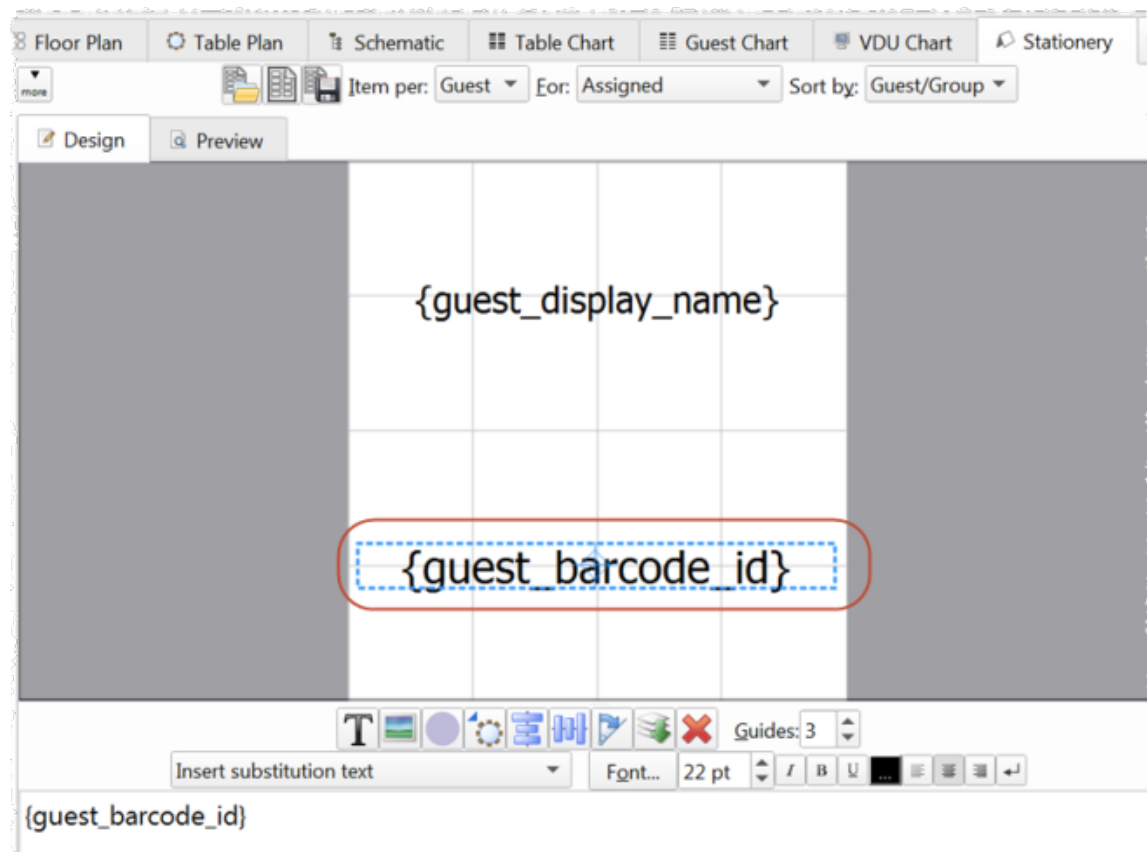 Floor Plan Table Plan Schematic Table Chart Guest Chart VDU Chart Stationery
more Item per: Guest For: Assigned Sort by: Guest/Group
Design Preview
{guest_display_name}
{guest_barcode_id}
T Guides: 3
Insert substitution text Font... 22 pt I B U ...
{guest_barcode_id}